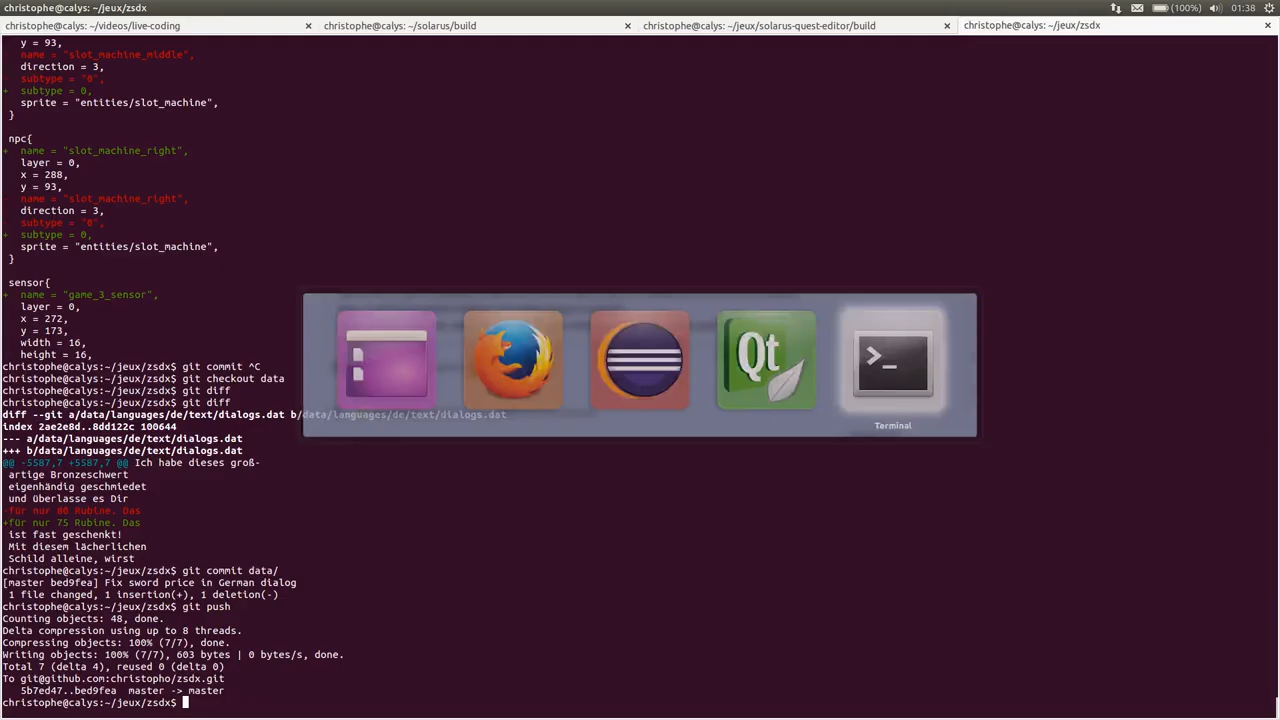 christophe@calys: ~/jeux/zsdx
(100%)
01:38
christophe@calys: ~/videos/live-coding
christophe@calys: ~/solarus/build
christophe@calys: ~/jeux/solarus-quest-editor/build
christophe@calys: ~/jeux/zsdx
y = 93,
- name = "slot_machine_middle",
direction = 3,
- subtype = "0",
+ subtype = 0,
sprite = "entities/slot_machine",
}
npc{
+ name = "slot_machine_right",
layer = 0,
x = 288,
y = 93,
- name = "slot_machine_right",
direction = 3,
- subtype = "0",
+ subtype = 0,
sprite = "entities/slot_machine",
}
sensor{
+ name = "game_3_sensor",
layer = 0,
x = 272,
y = 173,
width = 16,
height = 16,
christophe@calys:~/jeux/zsdx$ git commit ^C
christophe@calys:~/jeux/zsdx$ git checkout data
christophe@calys:~/jeux/zsdx$ git diff
christophe@calys:~/jeux/zsdx$ git diff
diff --git a/data/languages/de/text/dialogs.dat b/data/languages/de/text/dialogs.dat
index 2ae2e8d..8dd122c 100644
--- a/data/languages/de/text/dialogs.dat
+++ b/data/languages/de/text/dialogs.dat
@@ -5587,7 +5587,7 @@ Ich habe dieses groß-
artige Bronzeschwert
eigenhändig geschmiedet
und überlasse es Dir
-für nur 80 Rubine. Das
+für nur 75 Rubine. Das
ist fast geschenkt!
Mit diesem lächerlichen
Schild alleine, wirst
christophe@calys:~/jeux/zsdx$ git commit data/
[master bed9fea] Fix sword price in German dialog
1 file changed, 1 insertion(+), 1 deletion(-)
christophe@calys:~/jeux/zsdx$ git push
Counting objects: 48, done.
Delta compression using up to 8 threads.
Compressing objects: 100% (7/7), done.
Writing objects: 100% (7/7), 603 bytes | 0 bytes/s, done.
Total 7 (delta 4), reused 0 (delta 0)
To git@github.com:christopho/zsdx.git
5b7ed47..bed9fea master -> master
christophe@calys:~/jeux/zsdx$
Qt
Terminal